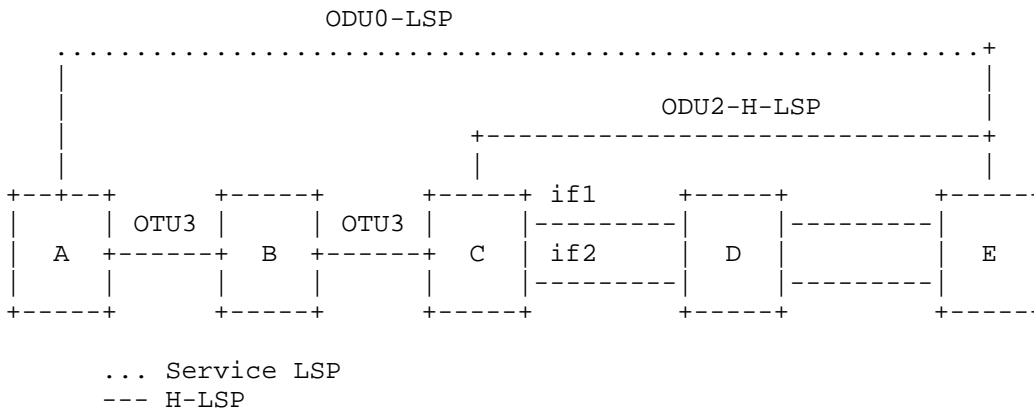 ODU0-LSP
ODU2-H-LSP
if1
OTU3 OTU3
A B C if2 D E
... Service LSP
--- H-LSP